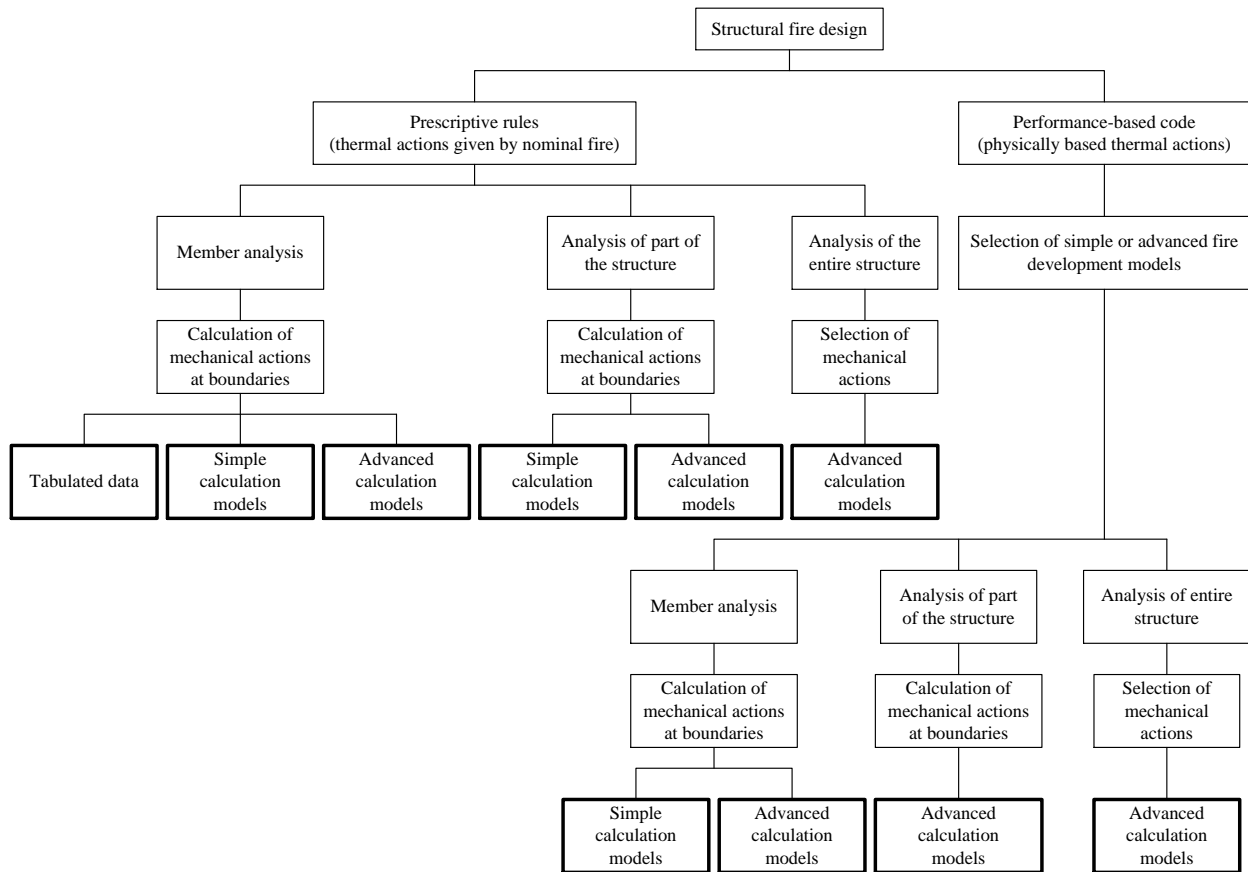 Structural fire design
Prescriptive rules
(thermal actions given by nominal fire)
Performance-based code
(physically based thermal actions)
Member analysis
Analysis of part of
the structure
Analysis of the
entire structure
Selection of simple or advanced fire
development models
Calculation of
mechanical actions
at boundaries
Calculation of
mechanical actions
at boundaries
Selection of
mechanical
actions
Tabulated data
Simple
calculation
models
Advanced
calculation
models
Simple
calculation
models
Advanced
calculation
models
Advanced
calculation
models
Member analysis
Analysis of part
of the structure
Analysis of entire
structure
Calculation of
mechanical actions
at boundaries
Calculation of
mechanical actions
at boundaries
Selection of
mechanical
actions
Simple
calculation
models
Advanced
calculation models
Advanced
calculation
models
Advanced
calculation
models